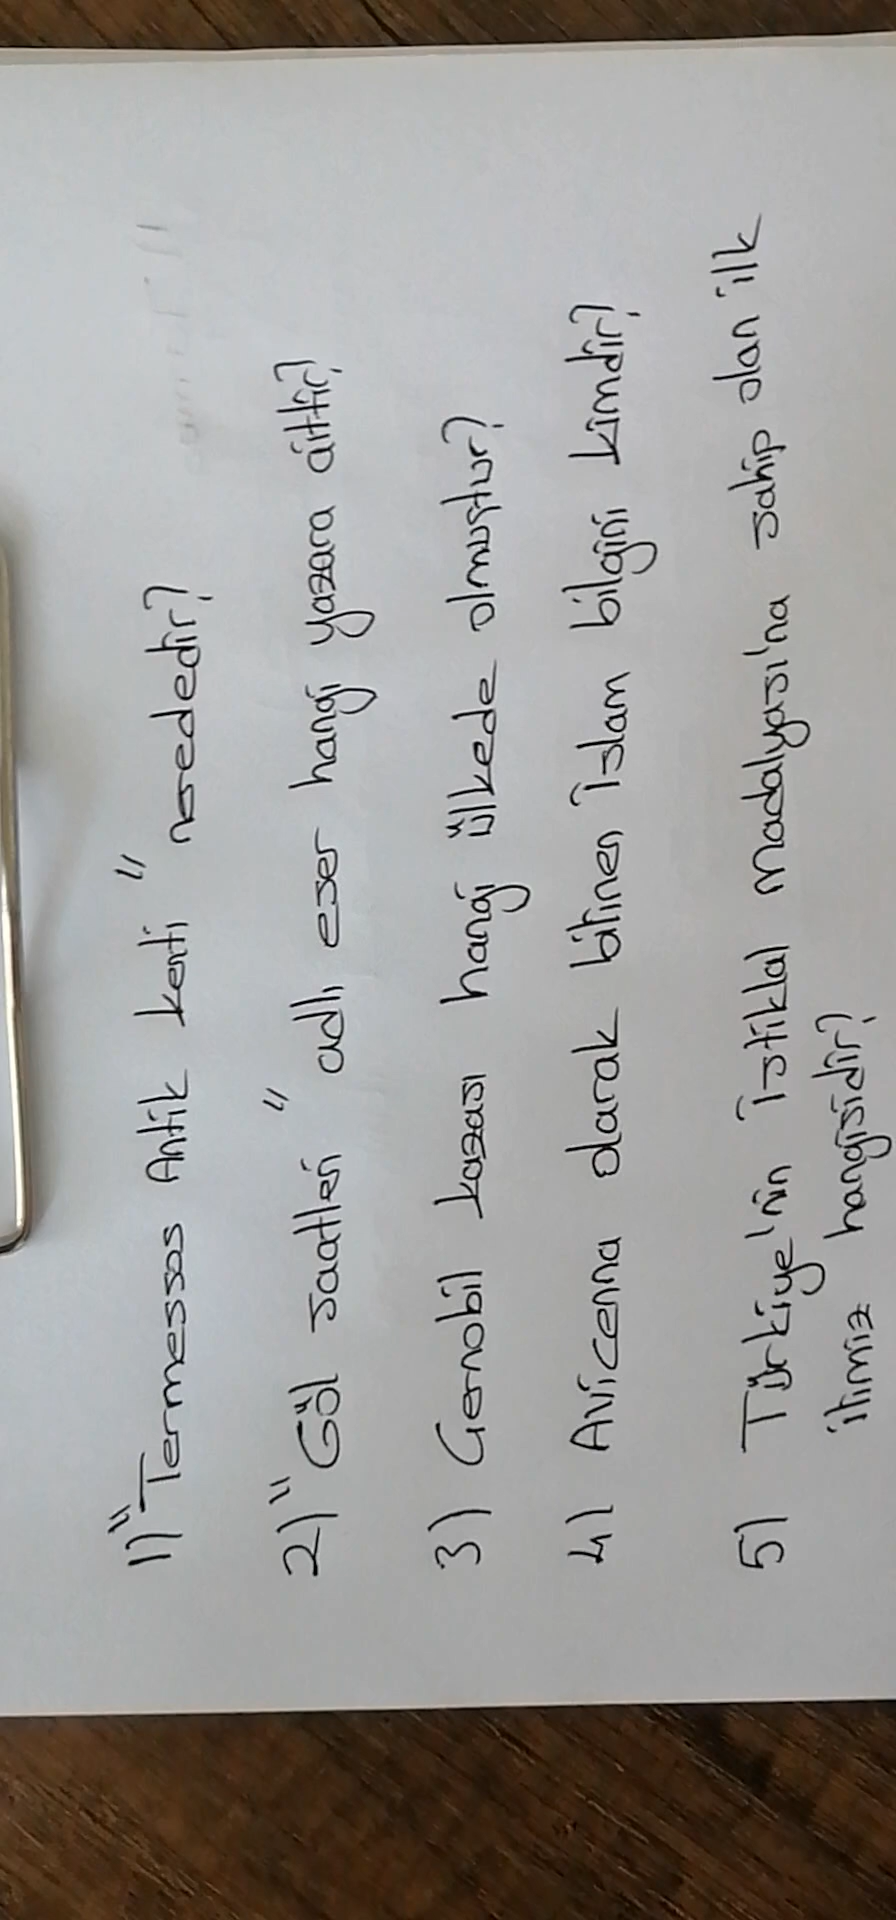 1) "Termessos Antik kenti" nerededir?
2) "Göl saatleri" adlı eser hangi yazara aittir?
3) Çernobil kazası hangi ülkede olmuştur?
4) Avicenna olarak bilinen İslam bilgini kimdir?
5) Türkiye'nin İstiklal madalyası'na sahip olan ilk
ilimiz hangisidir?